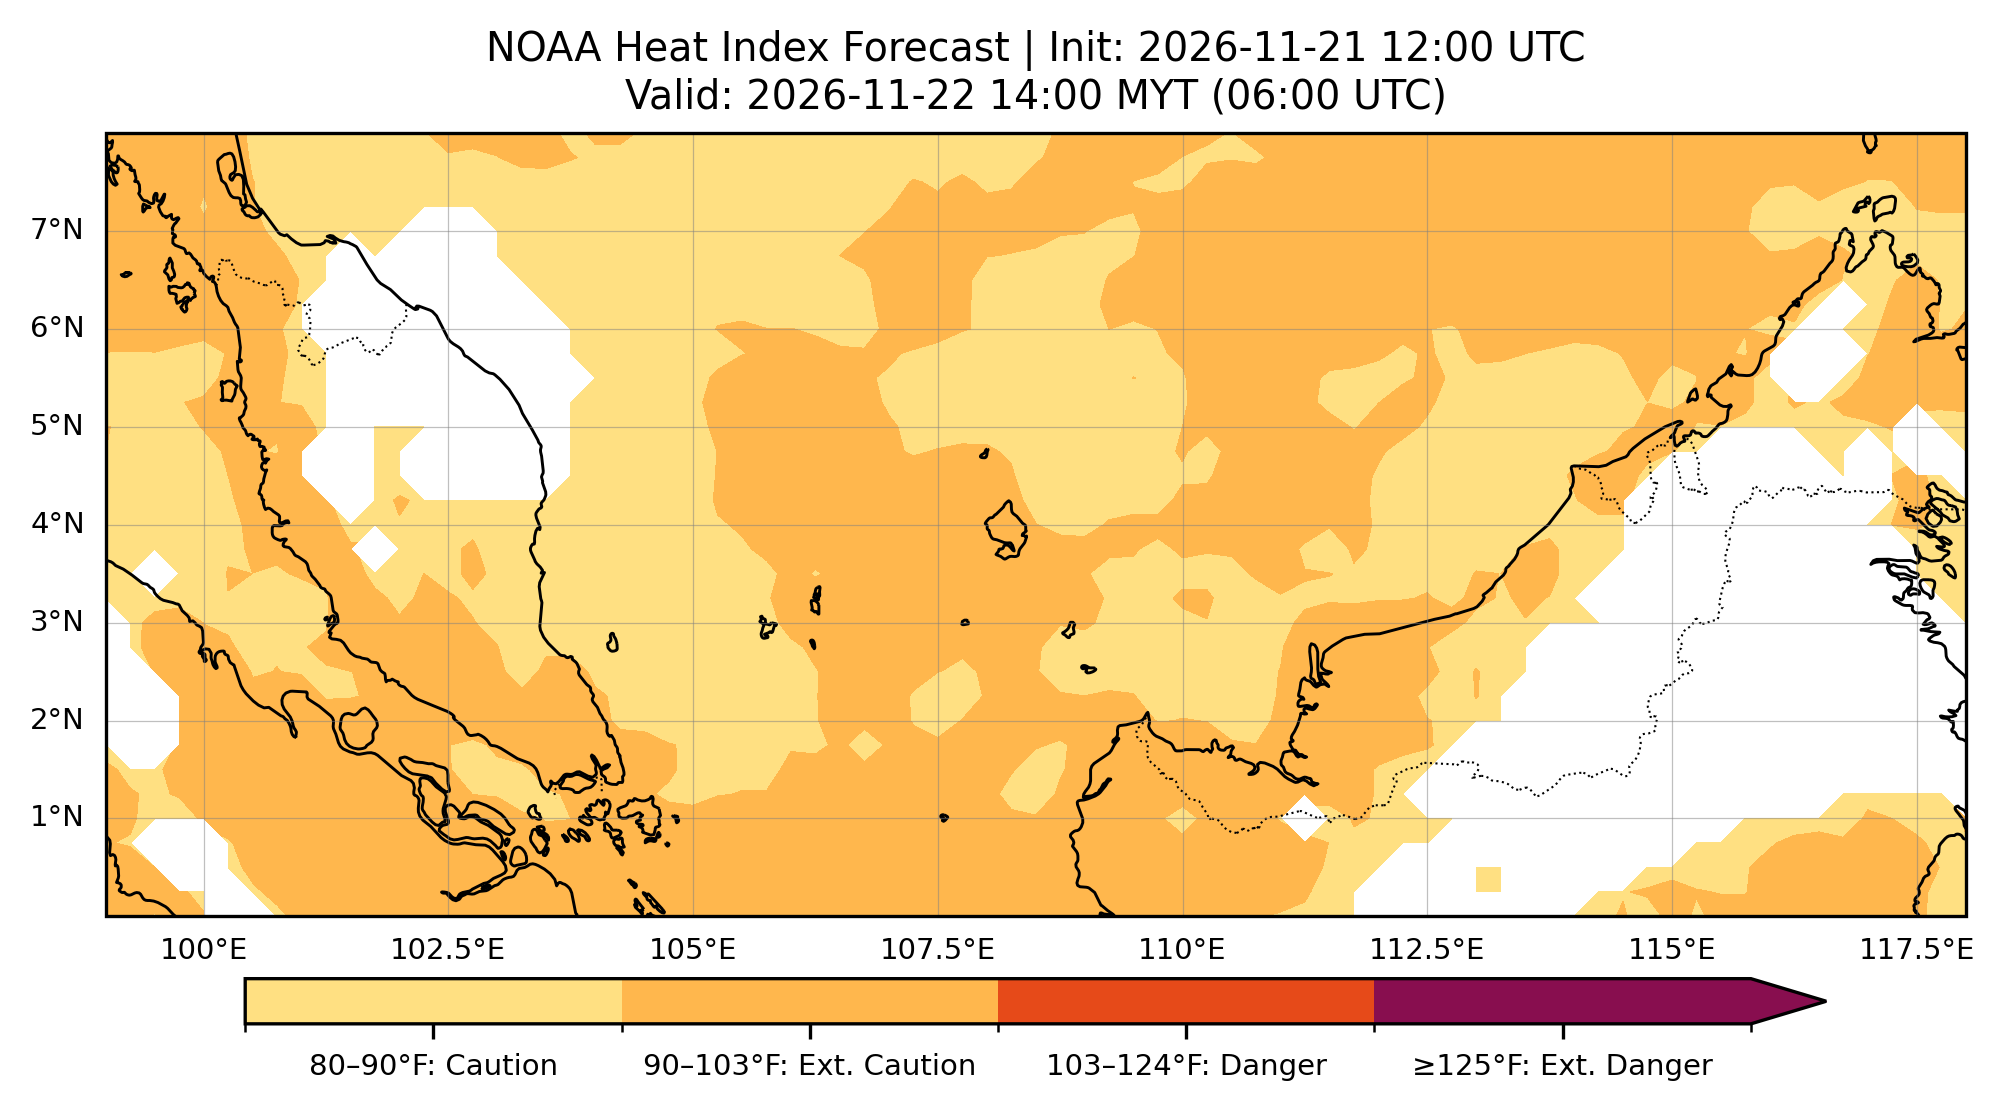 NOAA Heat Index Forecast | Init: 2026-11-21 12:00 UTC
Valid: 2026-11-22 14:00 MYT (06:00 UTC)
7°N
6°N
5°N
4°N
3°N
2°N
1°N
100°E 102.5°E 105°E 107.5°E 110°E 112.5°E 115°E 117.5°E
80–90°F: Caution 90–103°F: Ext. Caution 103–124°F: Danger ≥125°F: Ext. Danger